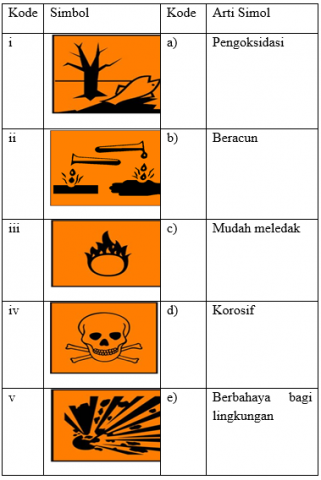 Kode Simbol Kode Arti Simol
i a) Pengoksidasi
ii b) Beracun
iii c) Mudah meledak
iv d) Korosif
v e) Berbahaya bagi
lingkungan